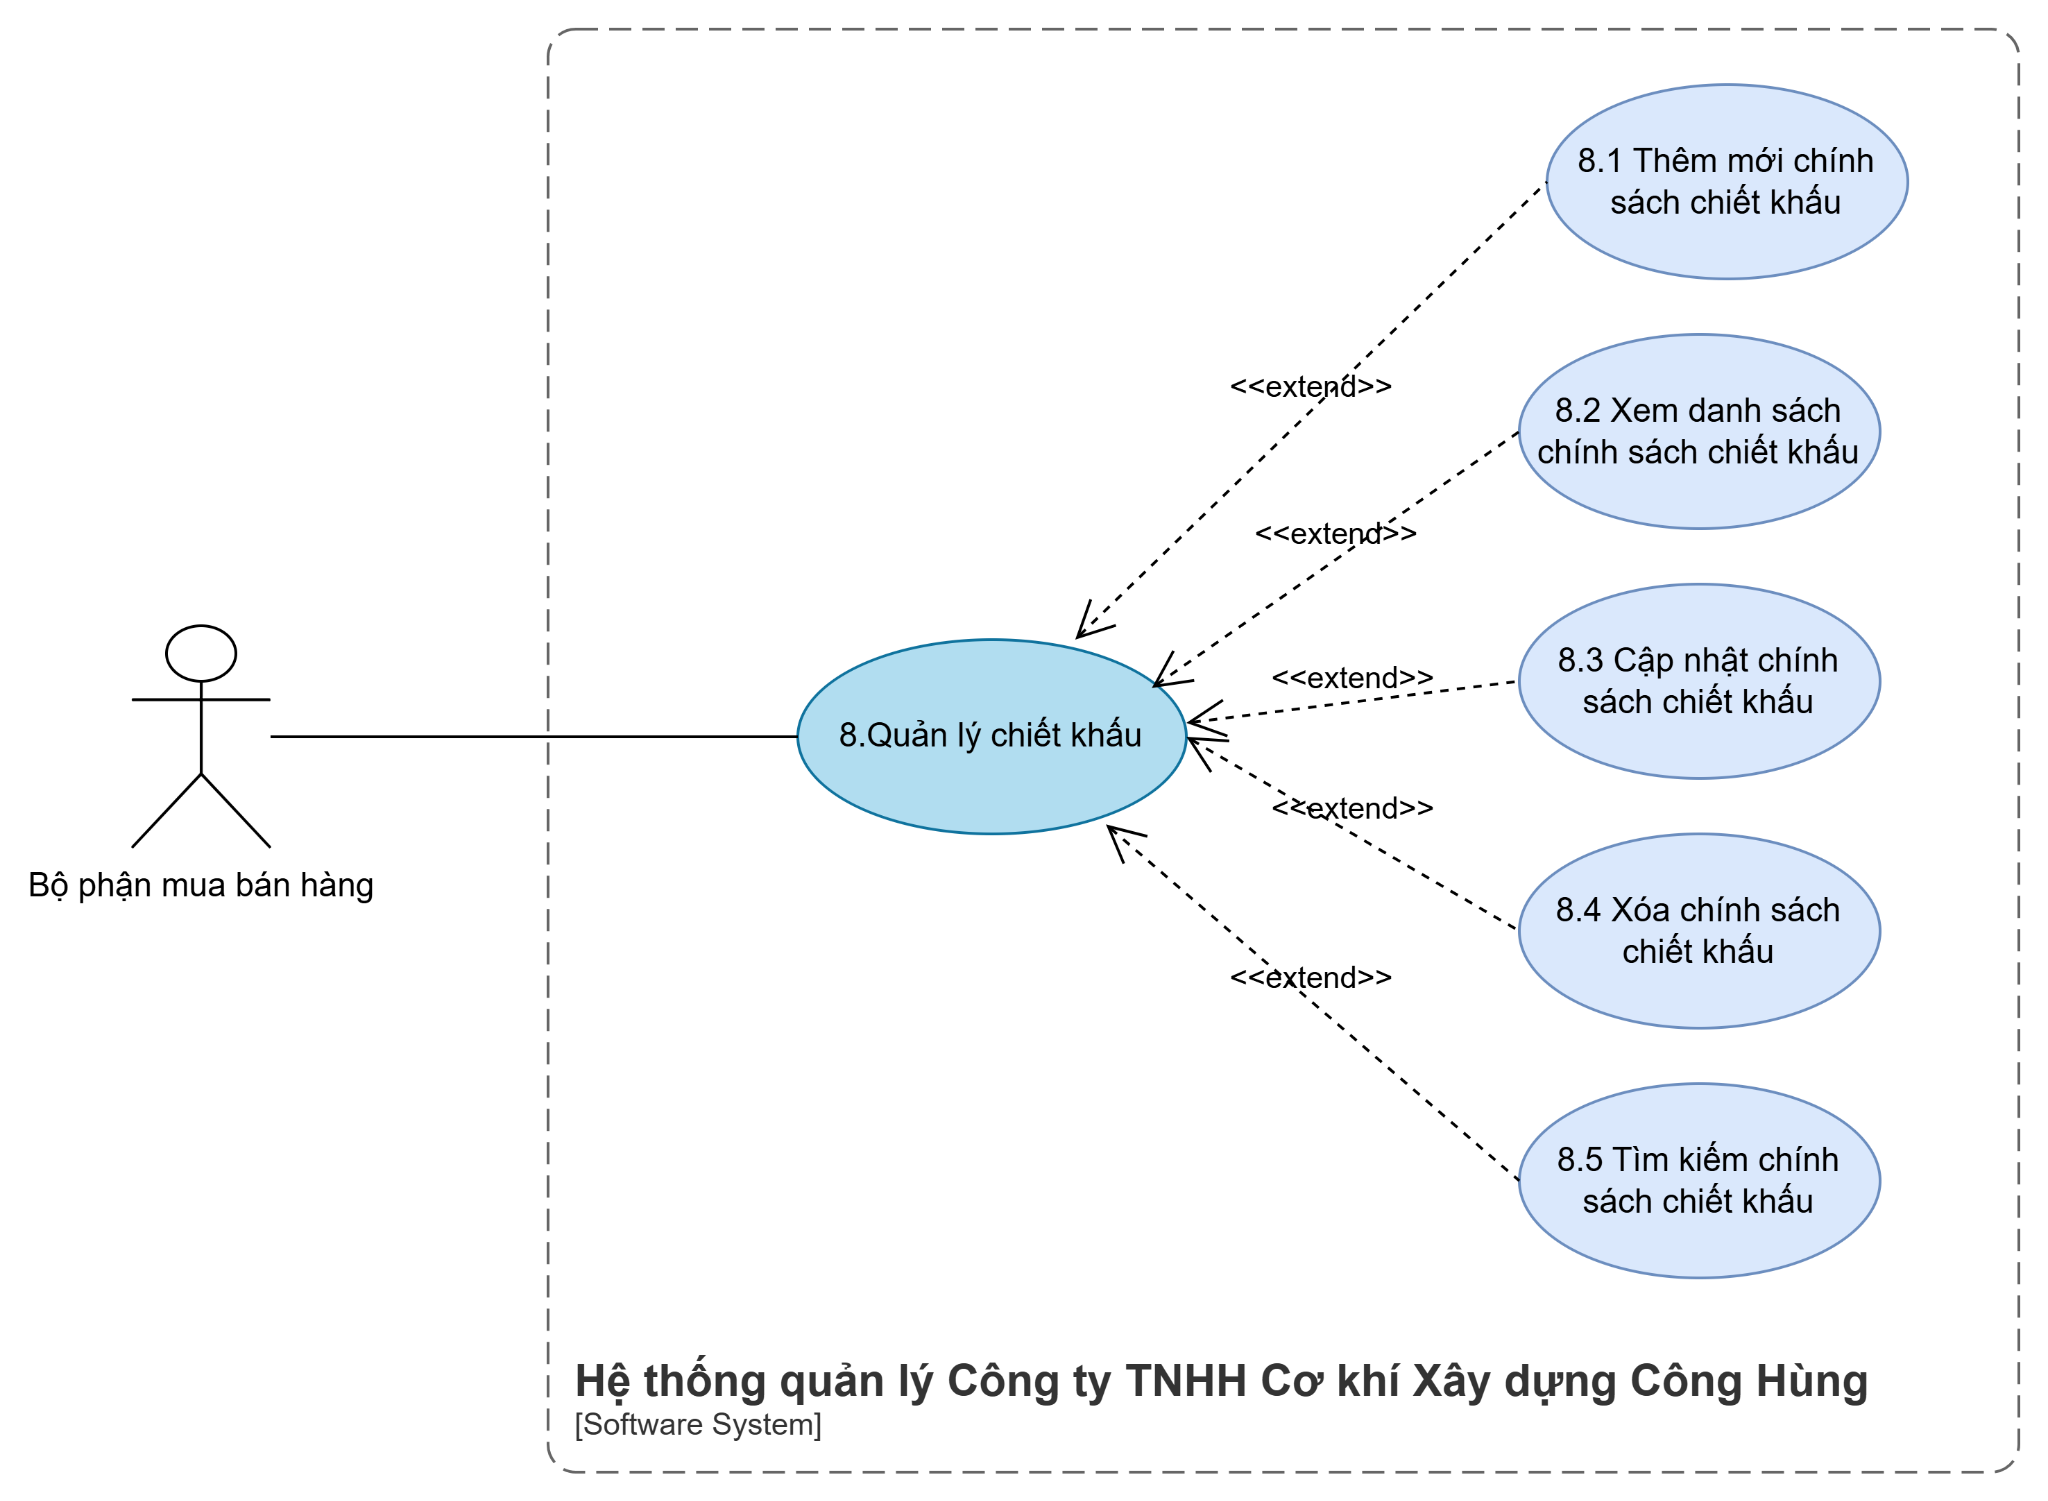 8.1 Thêm mới chính
sách chiết khấu
<<extend>>
8.2 Xem danh sách
chính sách chiết khấu
<<extend>>
8.3 Cập nhật chính
sách chiết khấu
<<extend>>
8.Quản lý chiết khấu
<<extend>>
Bộ phận mua bán hàng
8.4 Xóa chính sách
chiết khấu
<<extend>>
8.5 Tìm kiếm chính
sách chiết khấu
Hệ thống quản lý Công ty TNHH Cơ khí Xây dựng Công Hùng
[Software System]